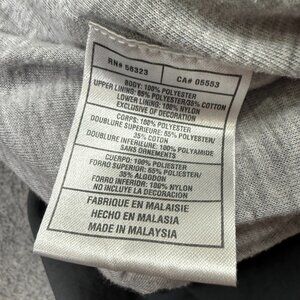 RN# 56323 CA# 05553
BODY: 100% POLYESTER
UPPER LINING: 65% POLYESTER/35% COTTON
LOWER LINING: 100% NYLON
EXCLUSIVE OF DECORATION
CORPS: 100% POLYESTER
DOUBLURE SUPERIEURE: 65% POLYESTER/
35% COTON
DOUBLURE INFERIEURE: 100% POLYAMIDE
SANS ORNEMENTS
CUERPO: 100% POLIESTER
FORRO SUPERIOR: 65% POLIESTER/
35% ALGODON
FORRO INFERIOR: 100% NYLON
NO INCLUYE LA DECORACION
FABRIQUE EN MALAISIE
HECHO EN MALASIA
MADE IN MALAYSIA